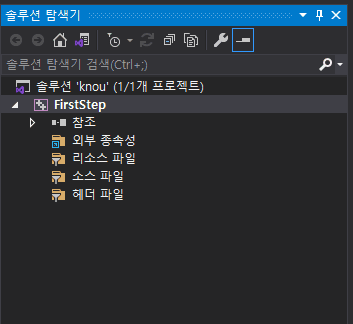 솔루션 탐색기
솔루션 탐색기 검색(Ctrl+;)
솔루션 'knou' (1/1개 프로젝트)
FirstStep
참조
외부 종속성
리소스 파일
소스 파일
헤더 파일